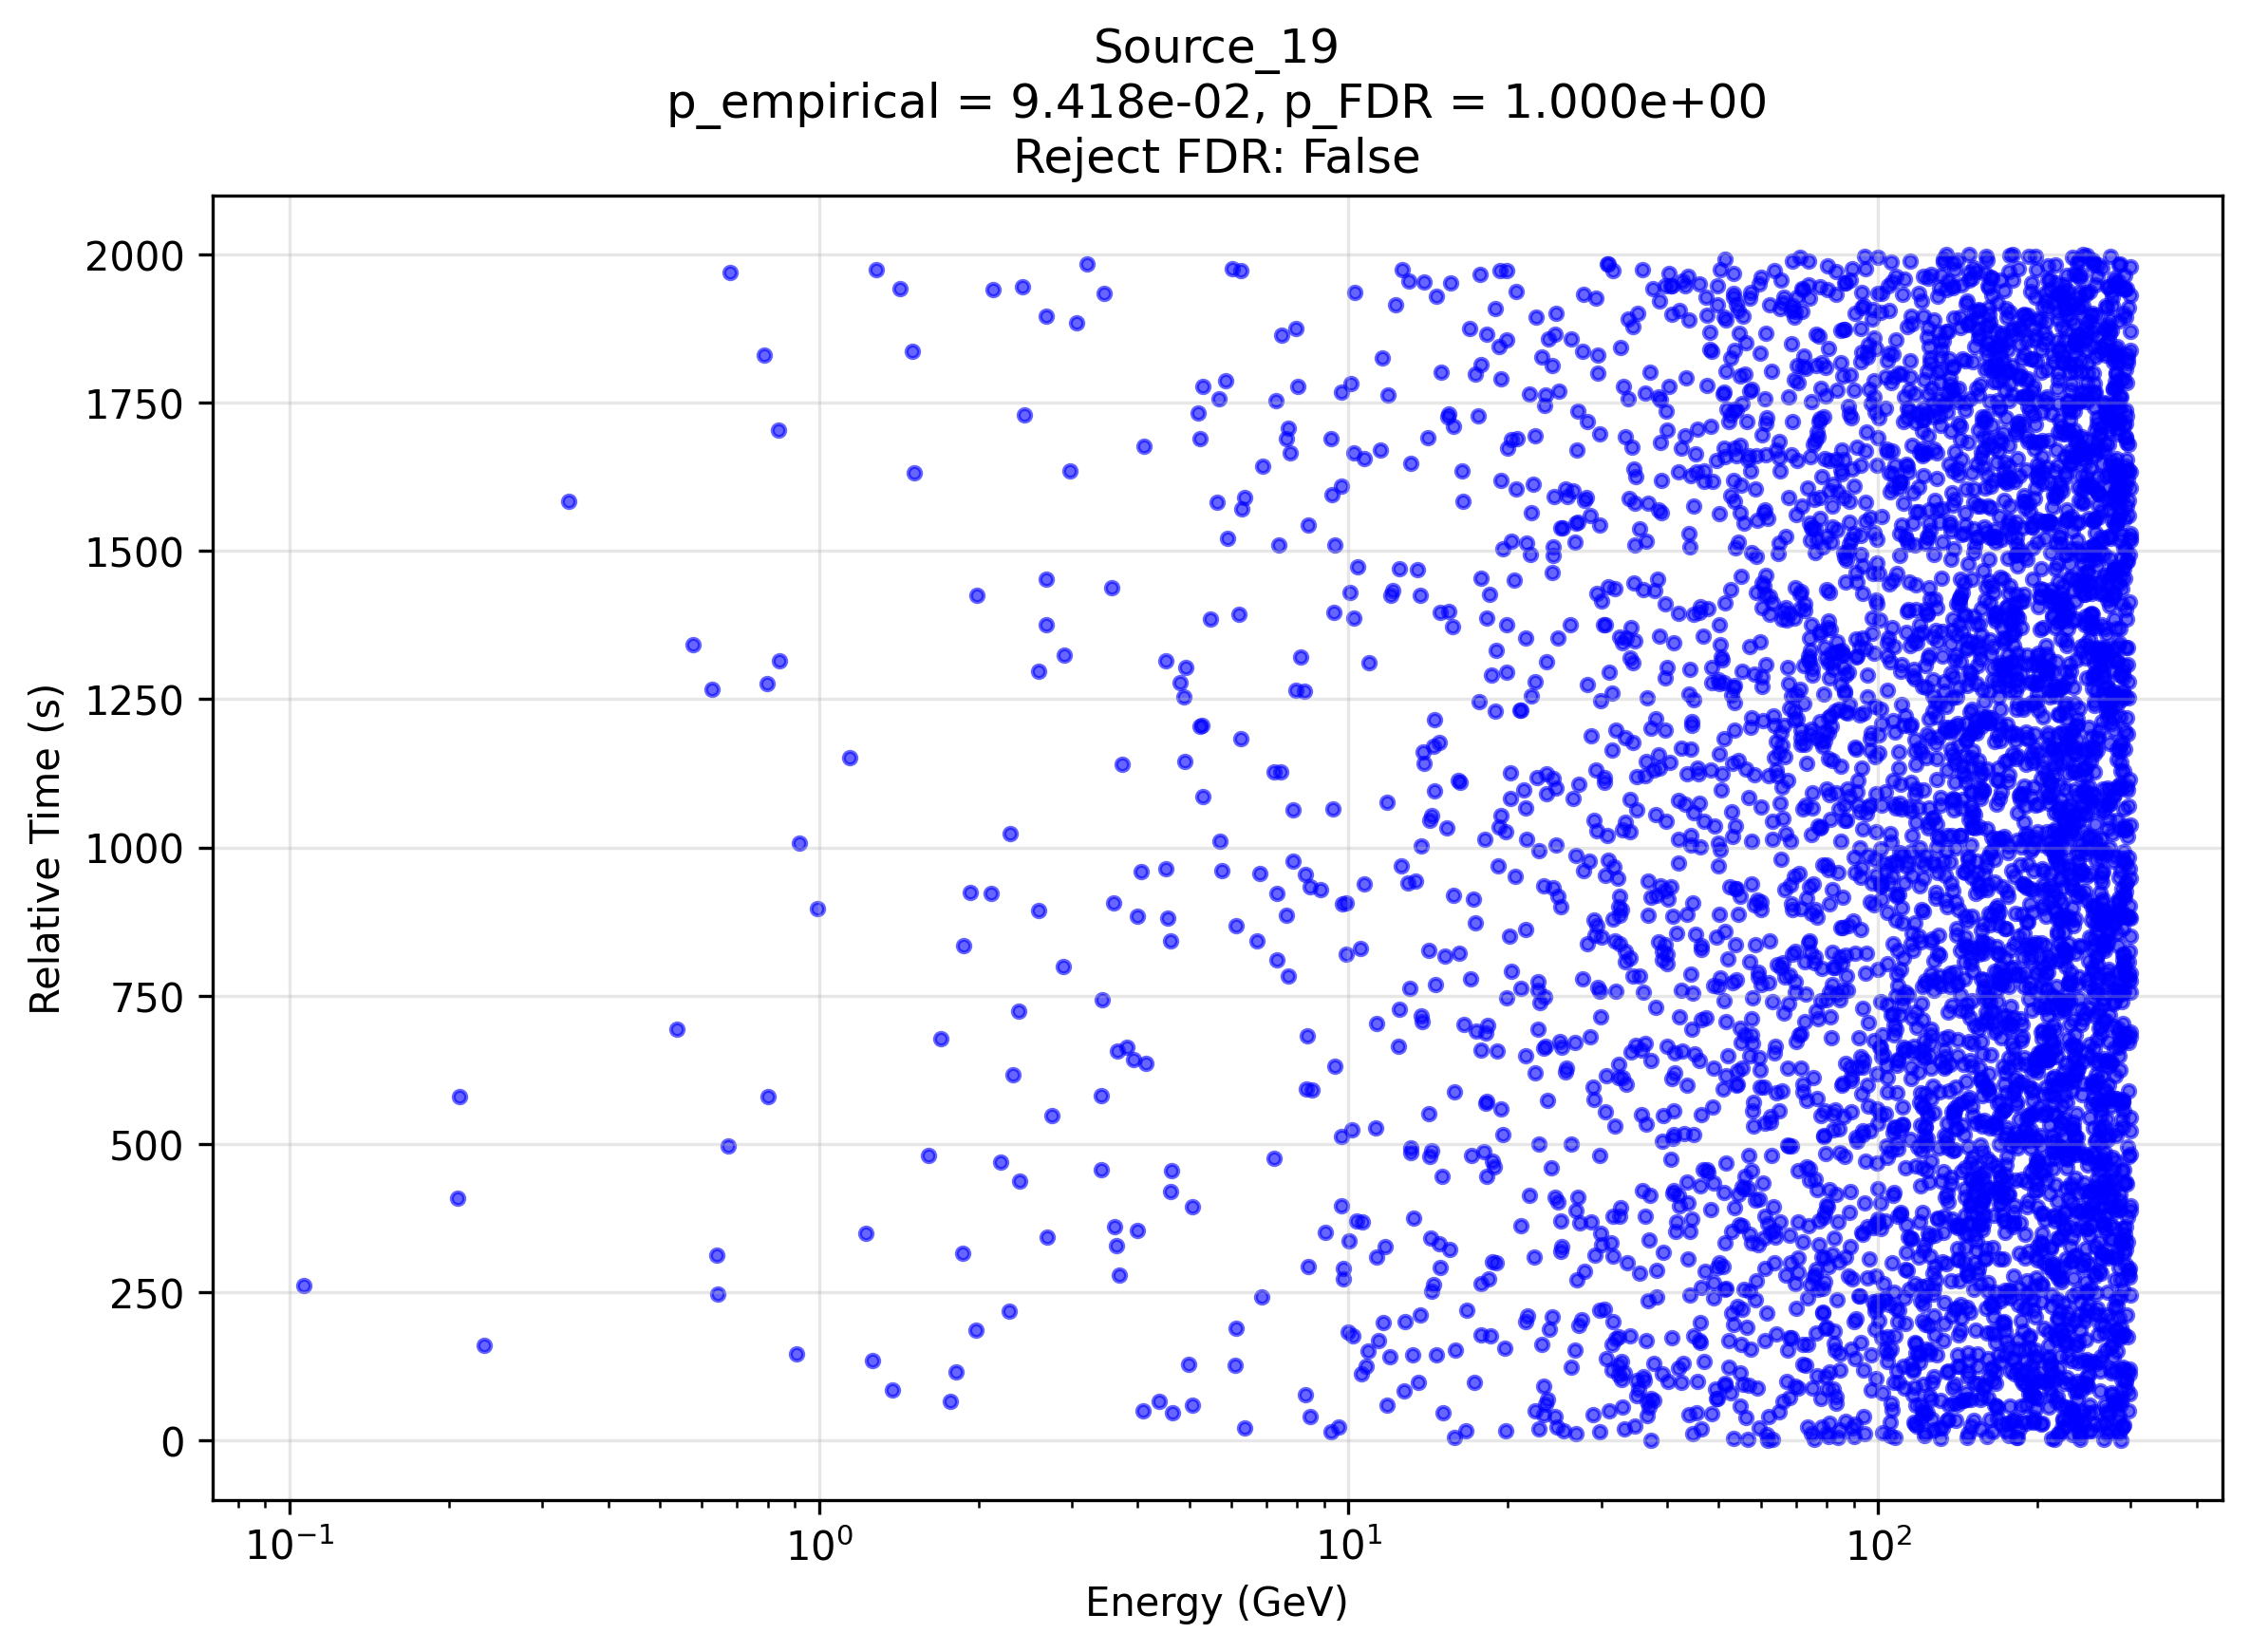 Source_19
p_empirical = 9.418e-02, p_FDR = 1.000e+00
Reject FDR: False
2000
1750
1500
1250
1000
750
500
250
0
Relative Time (s)
10⁻¹
10⁰
10¹
10²
Energy (GeV)